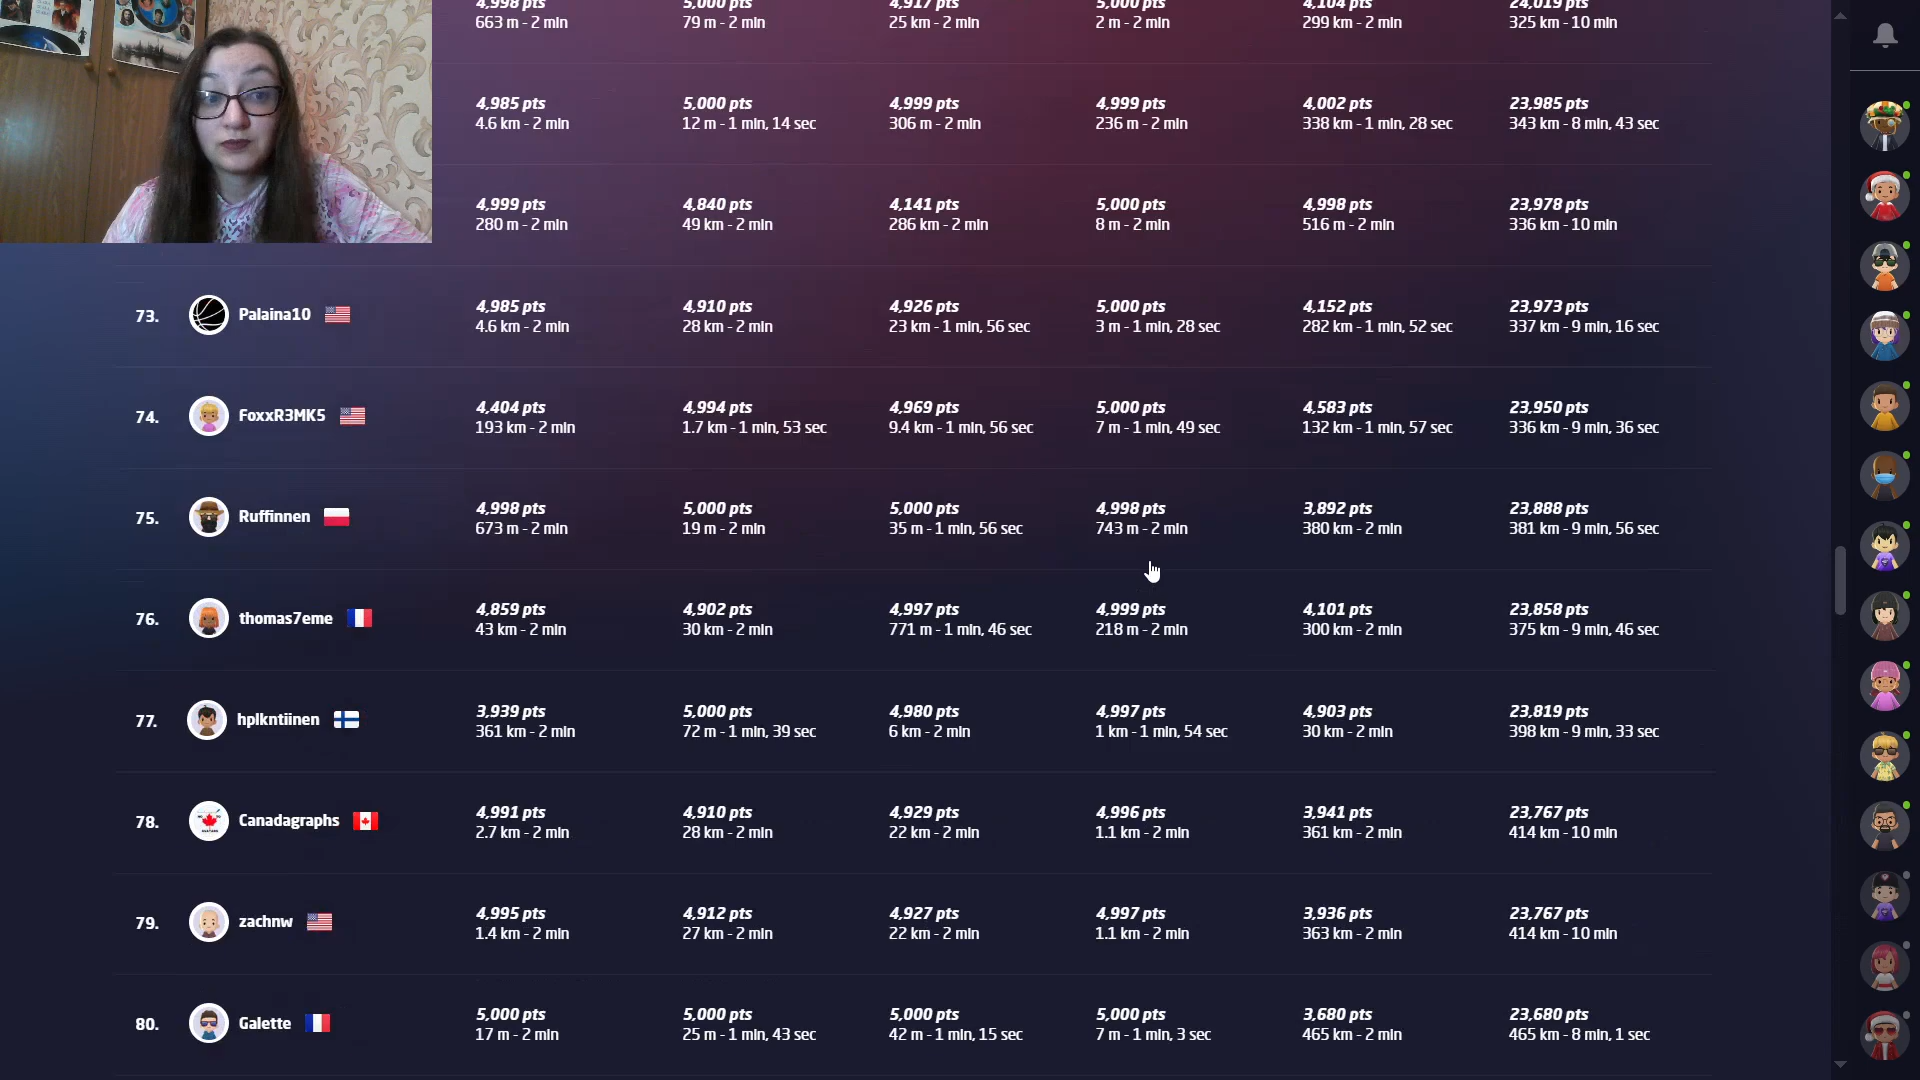 4,998 pts 5,000 pts 4,917 pts 5,000 pts 4,104 pts 24,019 pts
663 m - 2 min 79 m - 2 min 25 km - 2 min 2 m - 2 min 299 km - 2 min 325 km - 10 min
4,985 pts 5,000 pts 4,999 pts 4,999 pts 4,002 pts 23,985 pts
4.6 km - 2 min 12 m - 1 min, 14 sec 306 m - 2 min 236 m - 2 min 338 km - 1 min, 28 sec 343 km - 8 min, 43 sec
4,999 pts 4,840 pts 4,141 pts 5,000 pts 4,998 pts 23,978 pts
280 m - 2 min 49 km - 2 min 286 km - 2 min 8 m - 2 min 516 m - 2 min 336 km - 10 min
73. Palaina10 4,985 pts 4,910 pts 4,926 pts 5,000 pts 4,152 pts 23,973 pts
4.6 km - 2 min 28 km - 2 min 23 km - 1 min, 56 sec 3 m - 1 min, 28 sec 282 km - 1 min, 52 sec 337 km - 9 min, 16 sec
74. FoxxR3MK5 4,404 pts 4,994 pts 4,969 pts 5,000 pts 4,583 pts 23,950 pts
193 km - 2 min 1.7 km - 1 min, 53 sec 9.4 km - 1 min, 56 sec 7 m - 1 min, 49 sec 132 km - 1 min, 57 sec 336 km - 9 min, 36 sec
75. Ruffinnen 4,998 pts 5,000 pts 5,000 pts 4,998 pts 3,892 pts 23,888 pts
673 m - 2 min 19 m - 2 min 35 m - 1 min, 56 sec 743 m - 2 min 380 km - 2 min 381 km - 9 min, 56 sec
76. thomas7eme 4,859 pts 4,902 pts 4,997 pts 4,999 pts 4,101 pts 23,858 pts
43 km - 2 min 30 km - 2 min 771 m - 1 min, 46 sec 218 m - 2 min 300 km - 2 min 375 km - 9 min, 46 sec
77. hplkntiinen 3,939 pts 5,000 pts 4,980 pts 4,997 pts 4,903 pts 23,819 pts
361 km - 2 min 72 m - 1 min, 39 sec 6 km - 2 min 1 km - 1 min, 54 sec 30 km - 2 min 398 km - 9 min, 33 sec
78. Canadagraphs 4,991 pts 4,910 pts 4,929 pts 4,996 pts 3,941 pts 23,767 pts
2.7 km - 2 min 28 km - 2 min 22 km - 2 min 1.1 km - 2 min 361 km - 2 min 414 km - 10 min
79. zachnw 4,995 pts 4,912 pts 4,927 pts 4,997 pts 3,936 pts 23,767 pts
1.4 km - 2 min 27 km - 2 min 22 km - 2 min 1.1 km - 2 min 363 km - 2 min 414 km - 10 min
80. Galette 5,000 pts 5,000 pts 5,000 pts 5,000 pts 3,680 pts 23,680 pts
17 m - 2 min 25 m - 1 min, 43 sec 42 m - 1 min, 15 sec 7 m - 1 min, 3 sec 465 km - 2 min 465 km - 8 min, 1 sec